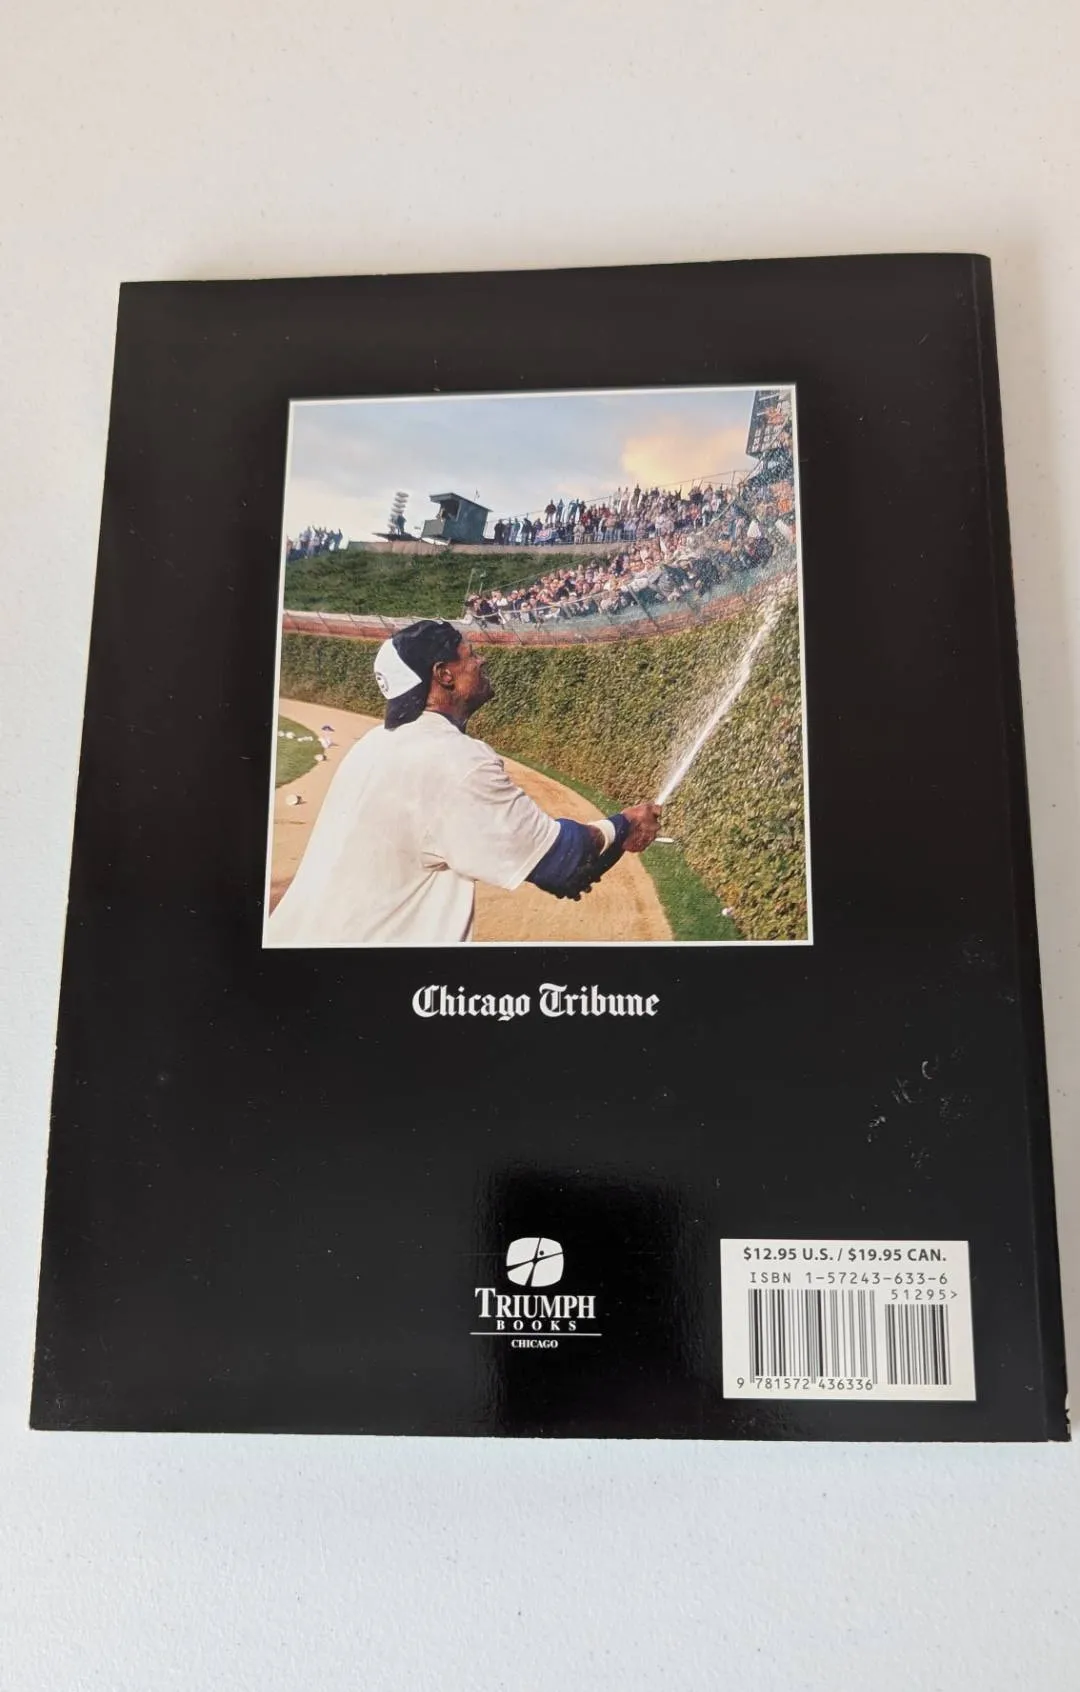 Chicago Tribune
TRIUMPH
BOOKS
CHICAGO
$12.95 U.S. / $19.95 CAN.
ISBN 1-57243-633-6
51295>
9 781572 436336